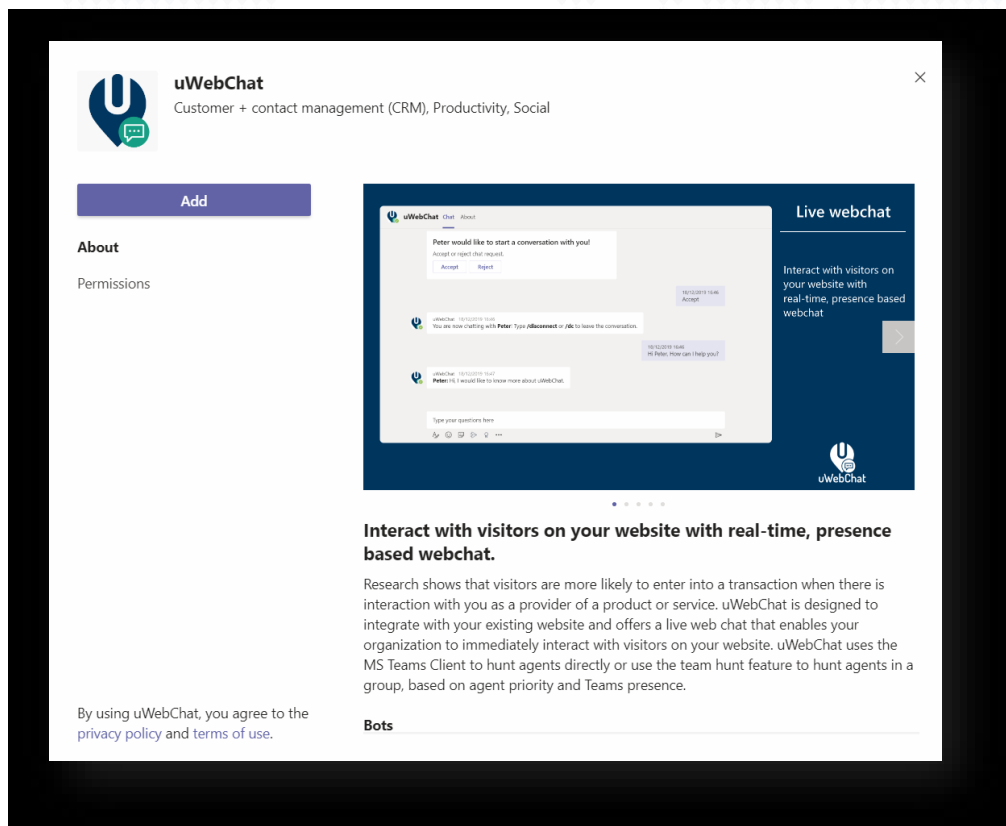 uWebChat
Customer + contact management (CRM), Productivity, Social
Add
About
Permissions
uWebChat Chat About
Peter would like to start a conversation with you!
Accept or reject chat request.
Accept Reject
10/12/2019 16:46
Accept
uWebChat 10/12/2019 16:46
You are now chatting with Peter! Type /disconnect or /dc to leave the conversation.
10/12/2019 16:46
Hi Peter, How can I help you?
uWebChat 10/12/2019 16:47
Peter: Hi, I would like to know more about uWebChat.
Type your questions here
Live webchat
Interact with visitors on
your website with
real-time, presence based
webchat
uWebChat
Interact with visitors on your website with real-time, presence
based webchat.
Research shows that visitors are more likely to enter into a transaction when there is
interaction with you as a provider of a product or service. uWebChat is designed to
integrate with your existing website and offers a live web chat that enables your
organization to immediately interact with visitors on your website. uWebChat uses the
MS Teams Client to hunt agents directly or use the team hunt feature to hunt agents in a
group, based on agent priority and Teams presence.
Bots
By using uWebChat, you agree to the
privacy policy and terms of use.